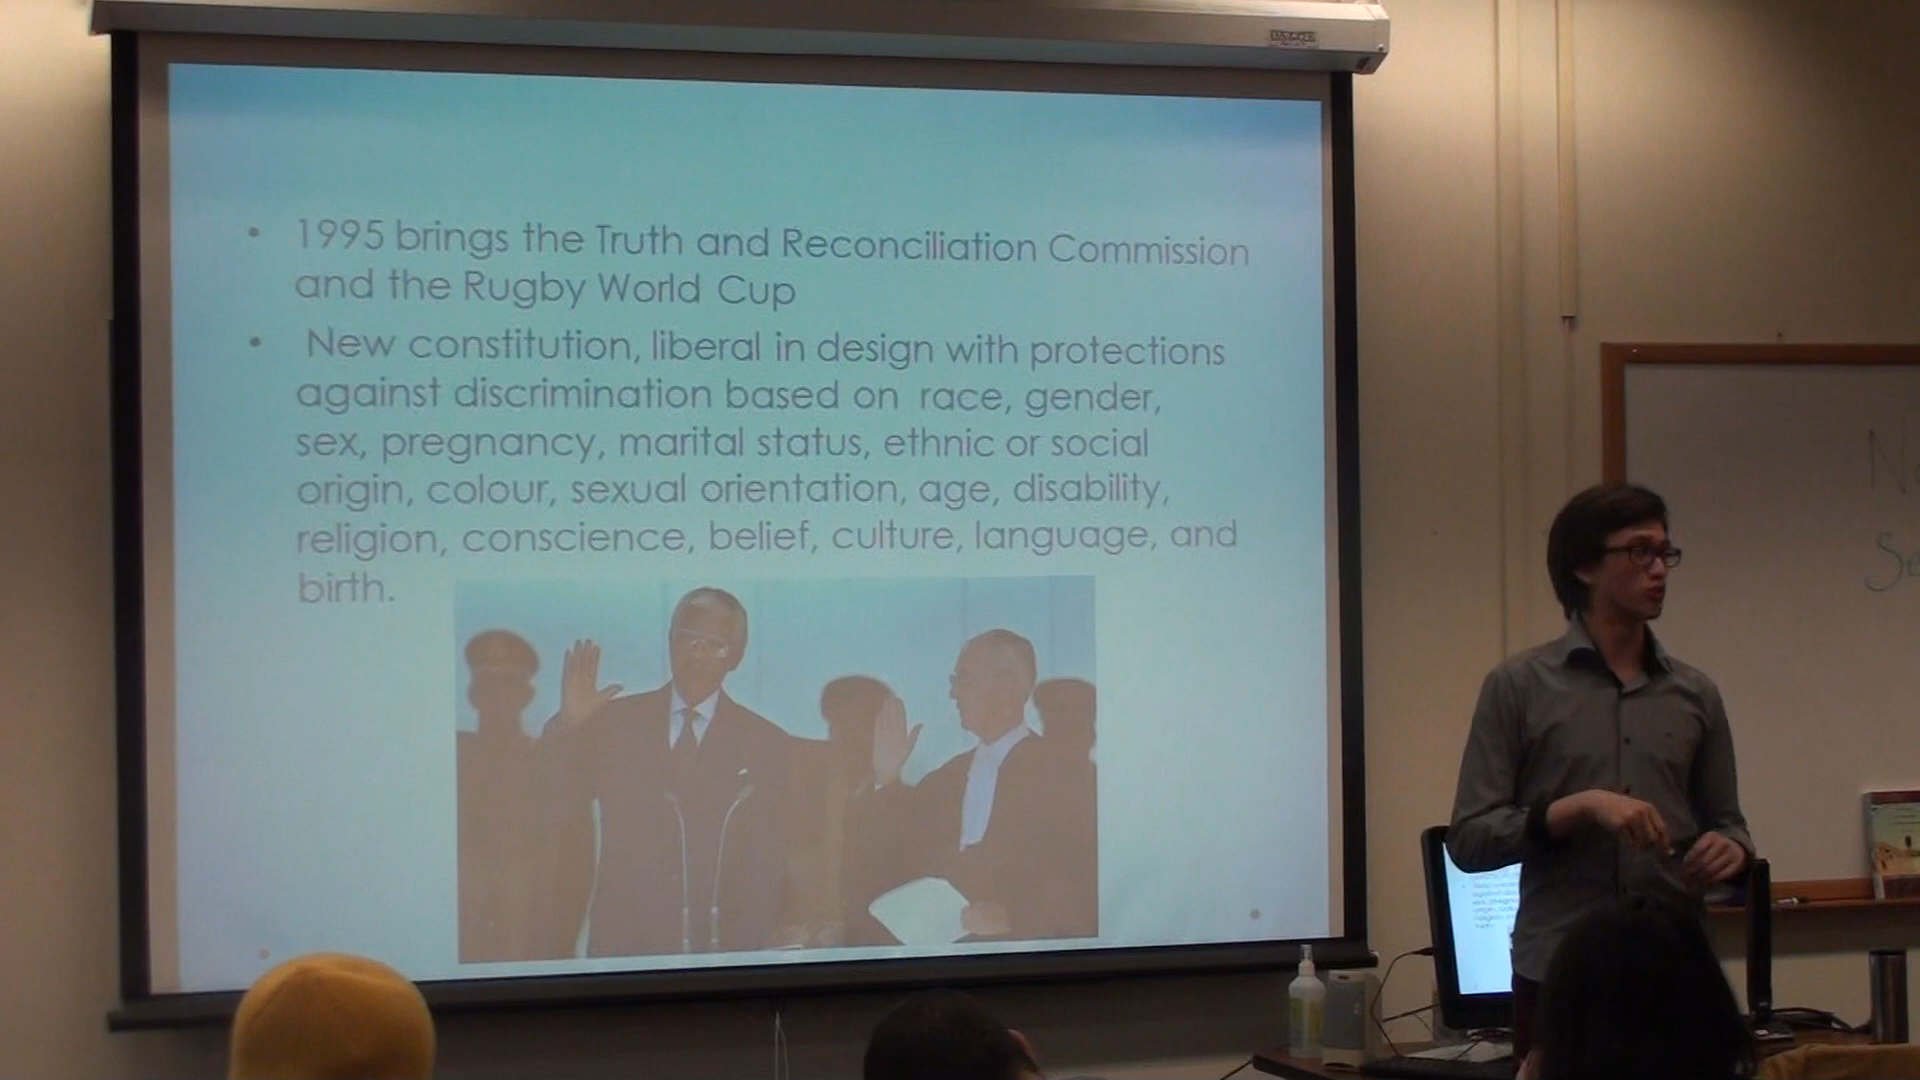 • 1995 brings the Truth and Reconciliation Commission
and the Rugby World Cup
• New constitution, liberal in design with protections
against discrimination based on race, gender,
sex, pregnancy, marital status, ethnic or social
origin, colour, sexual orientation, age, disability,
religion, conscience, belief, culture, language, and
birth.